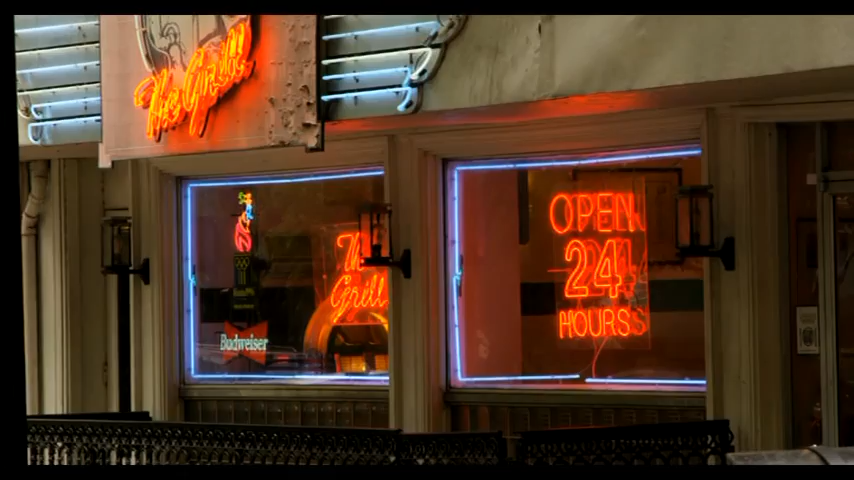 The Grill
The
Grill
OPEN
24
HOURS
Budweiser